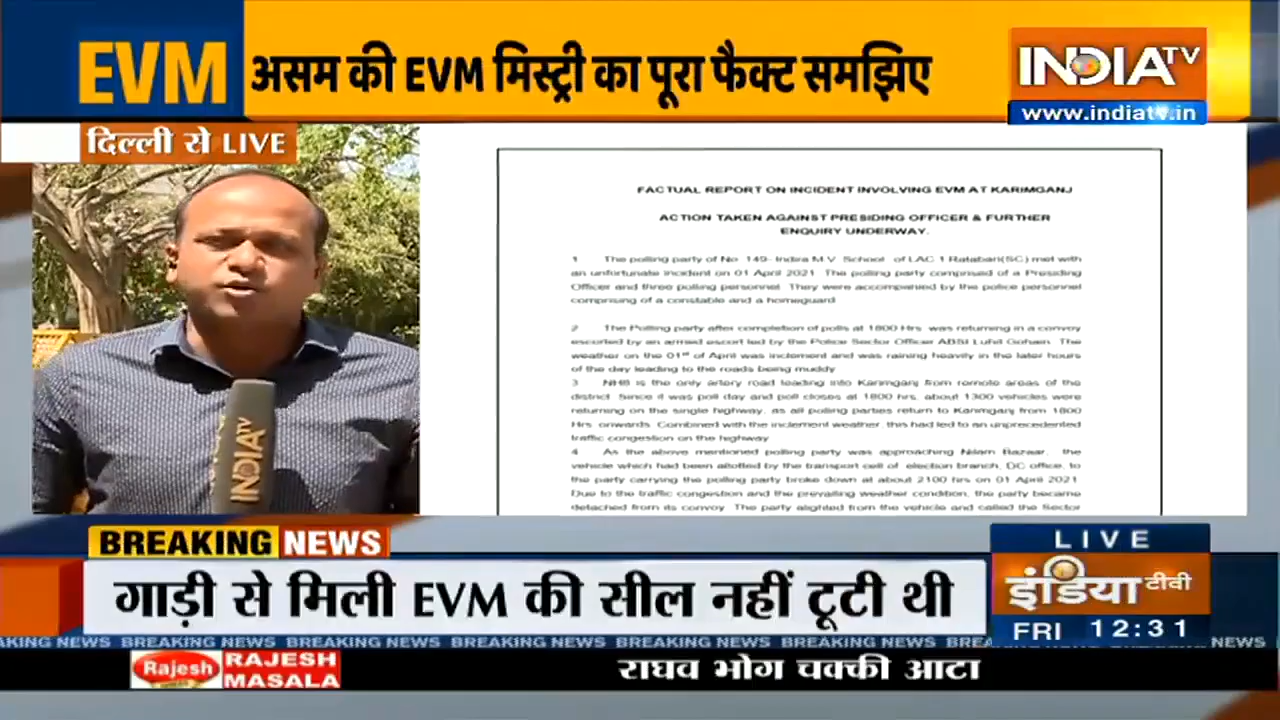 EVM
असम की EVM मिस्ट्री का पूरा फैक्ट समझिए
INDIA TV
www.indiatv.in
दिल्ली से LIVE
INDIA TV
FACTUAL REPORT ON INCIDENT INVOLVING EVM AT KARIMGANJ
ACTION TAKEN AGAINST PRESIDING OFFICER & FURTHER
ENQUIRY UNDERWAY.
1 The polling party of No. 149- Indira M.V. School of LAC 1 Ratabari(SC) met with
an unfortunate incident on 01 April 2021. The polling party comprised of a Presiding
Officer and three polling personnel. They were accompanied by the police personnel
comprising of a constable and a homeguard.
2 The Polling party after completion of polls at 1800 Hrs. was returning in a convoy
escorted by an armed escort led by the Police Sector Officer ABSI Luhit Gohain. The
weather on the 01st of April was inclement and was raining heavily in the later hours
of the day leading to the roads being muddy.
3 NH8 is the only artery road leading into Karimganj from remote areas of the
district. Since it was poll day and poll closes at 1800 hrs, about 1300 vehicles were
returning on the single highway, as all polling parties return to Karimganj from 1800
Hrs. onwards. Combined with the inclement weather, this had led to an unprecedented
traffic congestion on the highway.
4 As the above mentioned polling party was approaching Nilam Bazaar, the
vehicle which had been allotted by the transport cell of election branch, DC office, to
the party carrying the polling party broke down at about 2100 hrs on 01 April 2021.
Due to the traffic congestion and the prevailing weather condition, the party became
detached from its convoy. The party alighted from the vehicle and called the Sector
BREAKING NEWS
गाड़ी से मिली EVM की सील नहीं टूटी थी
LIVE
इंडिया टीवी
FRI 12:31
AKING NEWS BREAKING NEWS BREAKING NEWS BREAKING NEWS BREAKING NEWS BREAKING NEWS BREA
NEWS
Rajesh
RAJESH
MASALA
राघव भोग चक्की आटा